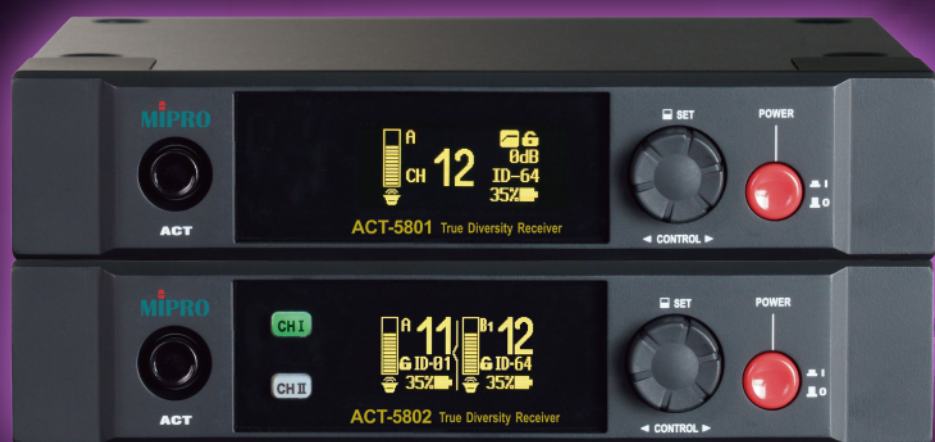 MIPRO
ACT
A
CH 12
0dB
ID-64
35%
ACT-5801 True Diversity Receiver
SET
◄ CONTROL ►
POWER
I
O
MIPRO
ACT
CH I
CH II
A 11
ID-01
35%
B1 12
ID-64
35%
ACT-5802 True Diversity Receiver
SET
◄ CONTROL ►
POWER
I
O